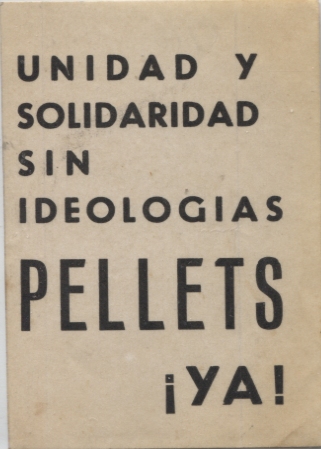 UNIDAD Y
SOLIDARIDAD
SIN
IDEOLOGIAS
PELLETS
¡YA!